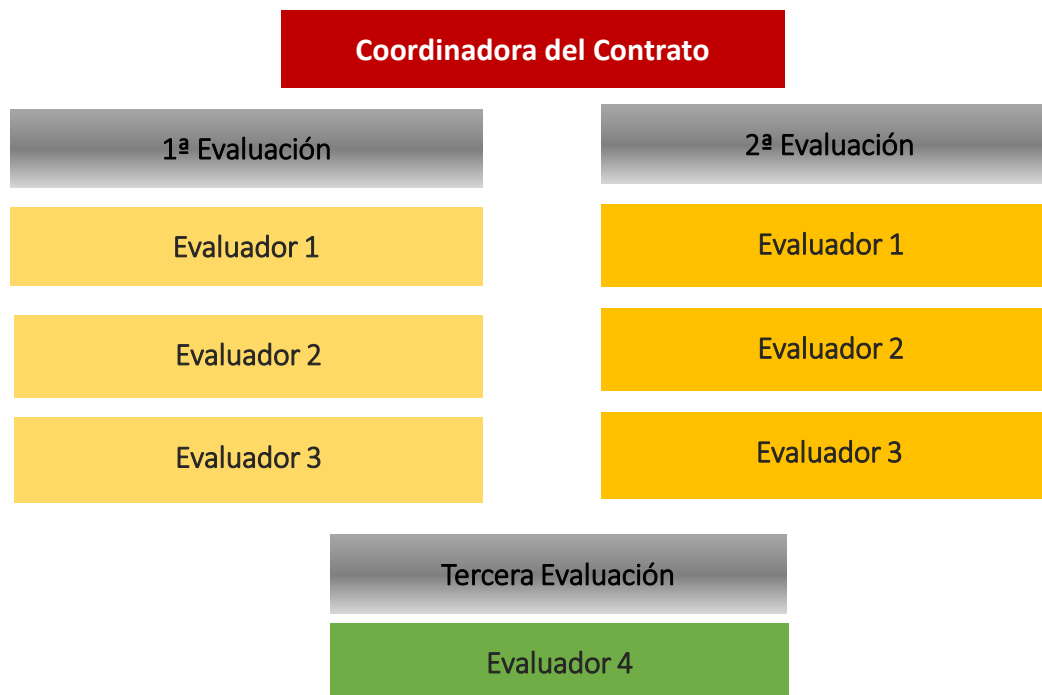 Coordinadora del Contrato
1ª Evaluación
Evaluador 1
Evaluador 2
Evaluador 3
2ª Evaluación
Evaluador 1
Evaluador 2
Evaluador 3
Tercera Evaluación
Evaluador 4